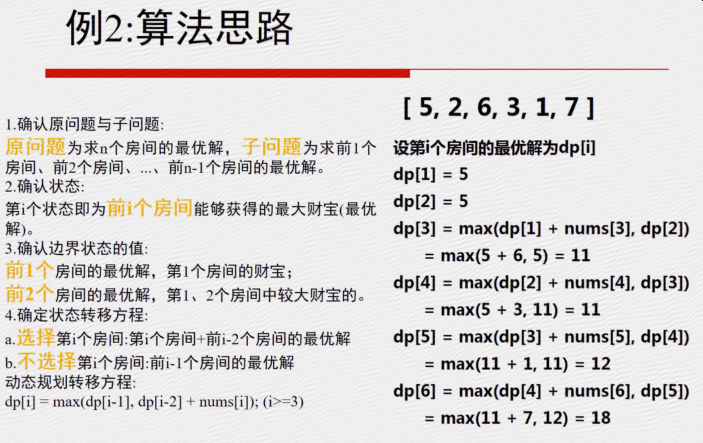 例2:算法思路
1.确认原问题与子问题:
原问题为求n个房间的最优解，子问题为求前1个
房间、前2个房间、...、前n-1个房间的最优解。
2.确认状态:
第i个状态即为前i个房间能够获得的最大财宝(最优
解)。
3.确认边界状态的值:
前1个房间的最优解，第1个房间的财宝；
前2个房间的最优解，第1、2个房间中较大财宝的。
4.确定状态转移方程:
a.选择第i个房间:第i个房间+前i-2个房间的最优解
b.不选择第i个房间:前i-1个房间的最优解
动态规划转移方程:
dp[i] = max(dp[i-1], dp[i-2] + nums[i]); (i>=3)
[ 5, 2, 6, 3, 1, 7 ]
设第i个房间的最优解为dp[i]
dp[1] = 5
dp[2] = 5
dp[3] = max(dp[1] + nums[3], dp[2])
= max(5 + 6, 5) = 11
dp[4] = max(dp[2] + nums[4], dp[3])
= max(5 + 3, 11) = 11
dp[5] = max(dp[3] + nums[5], dp[4])
= max(11 + 1, 11) = 12
dp[6] = max(dp[4] + nums[6], dp[5])
= max(11 + 7, 12) = 18